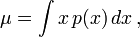 μ = ∫ x p(x) dx ,